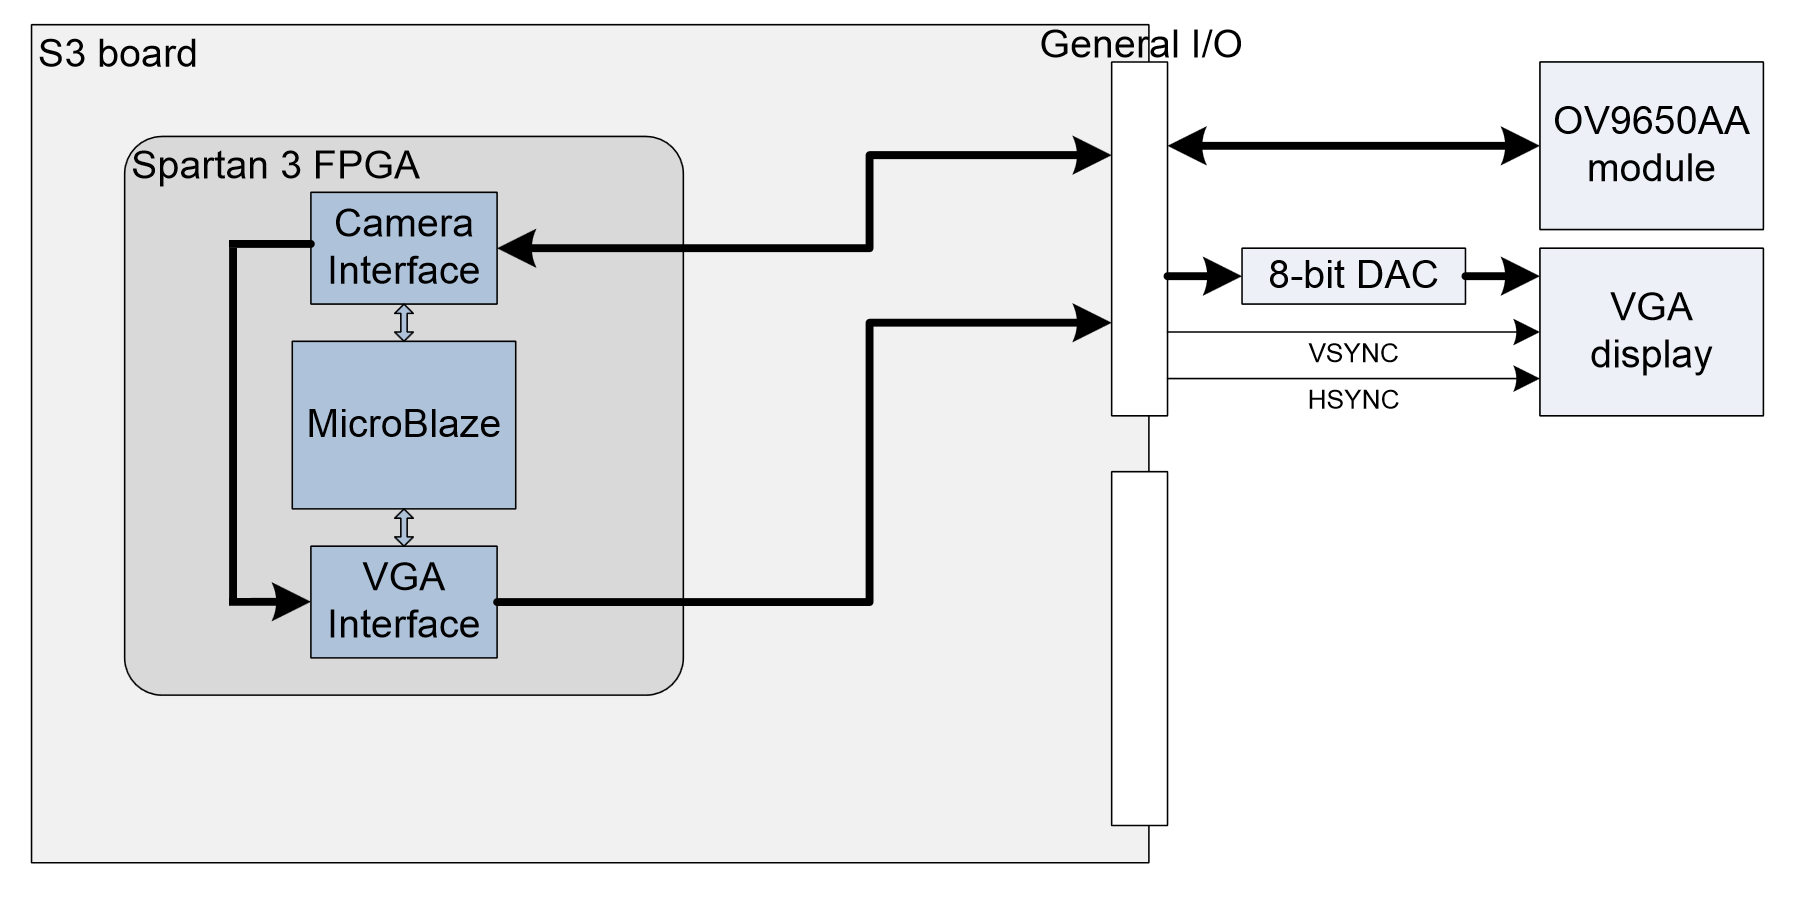 S3 board
General I/O
Spartan 3 FPGA
Camera
Interface
MicroBlaze
VGA
Interface
OV9650AA
module
8-bit DAC
VGA
display
VSYNC
HSYNC